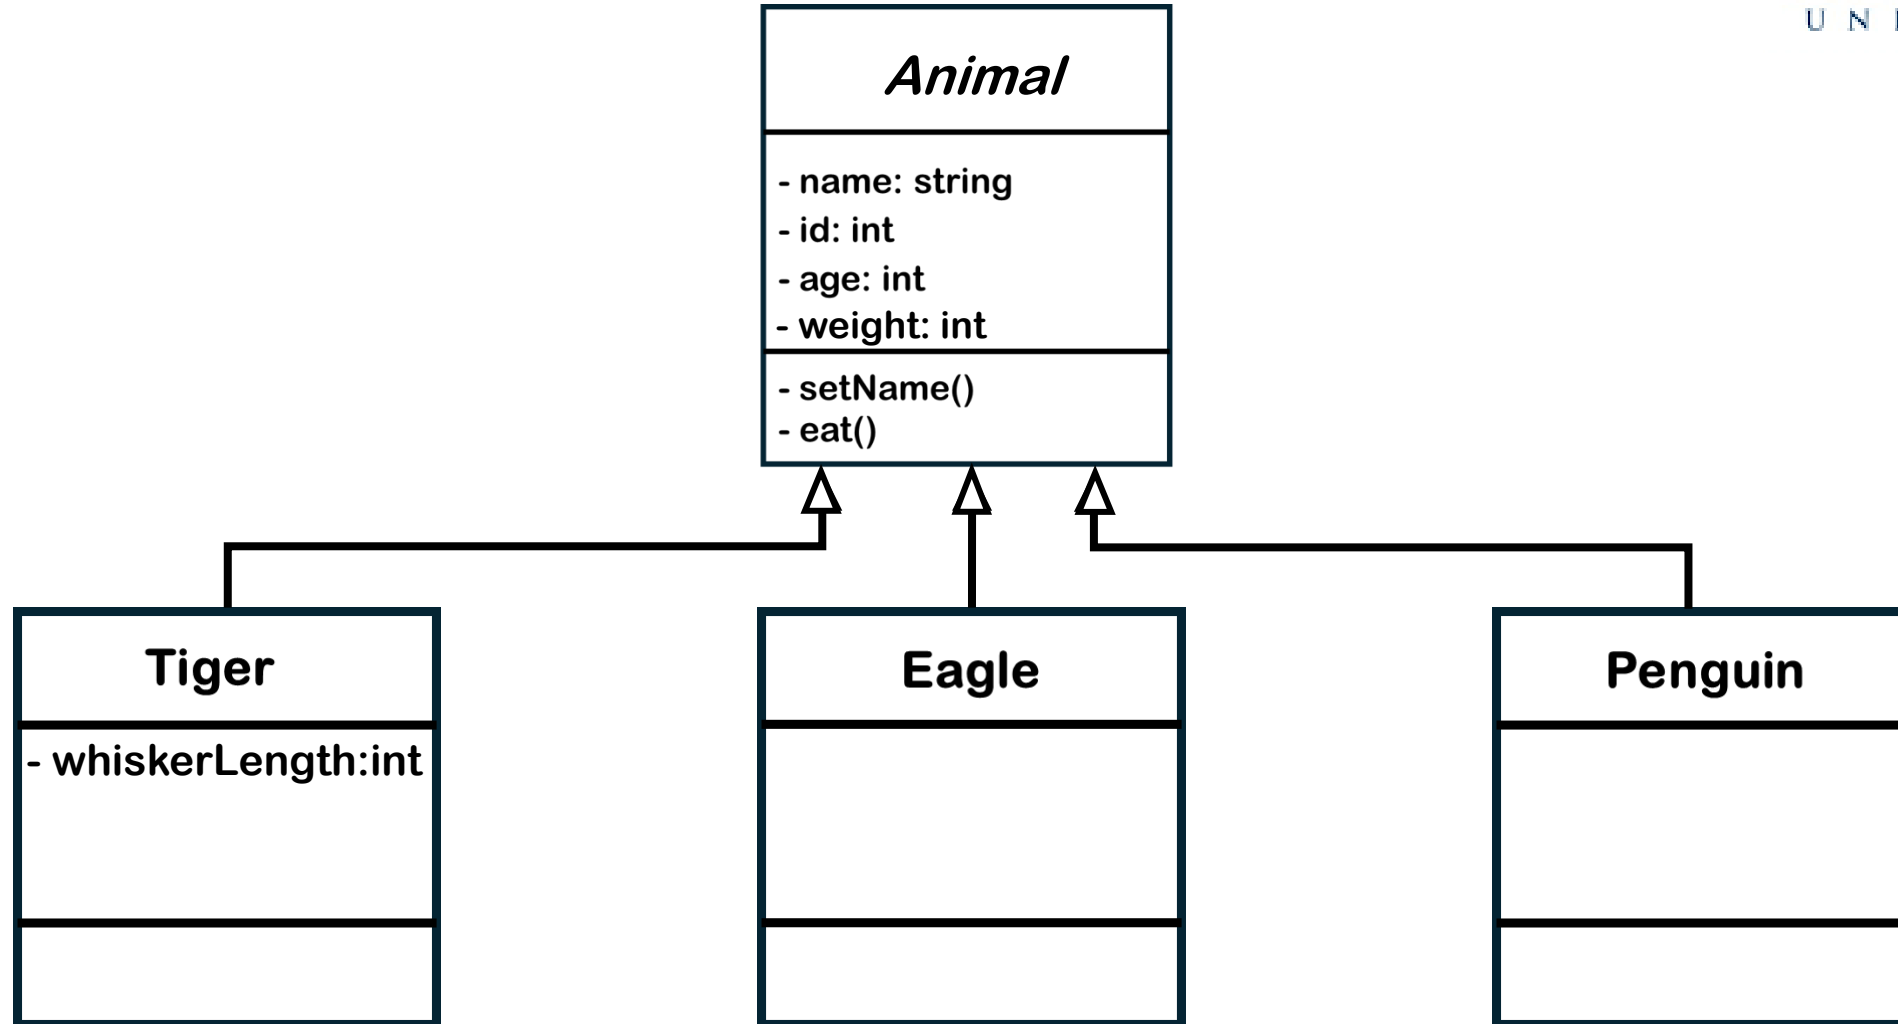 U N
Animal
- name: string
- id: int
- age: int
- weight: int
- setName()
- eat()
Tiger
Eagle
Penguin
- whiskerLength:int